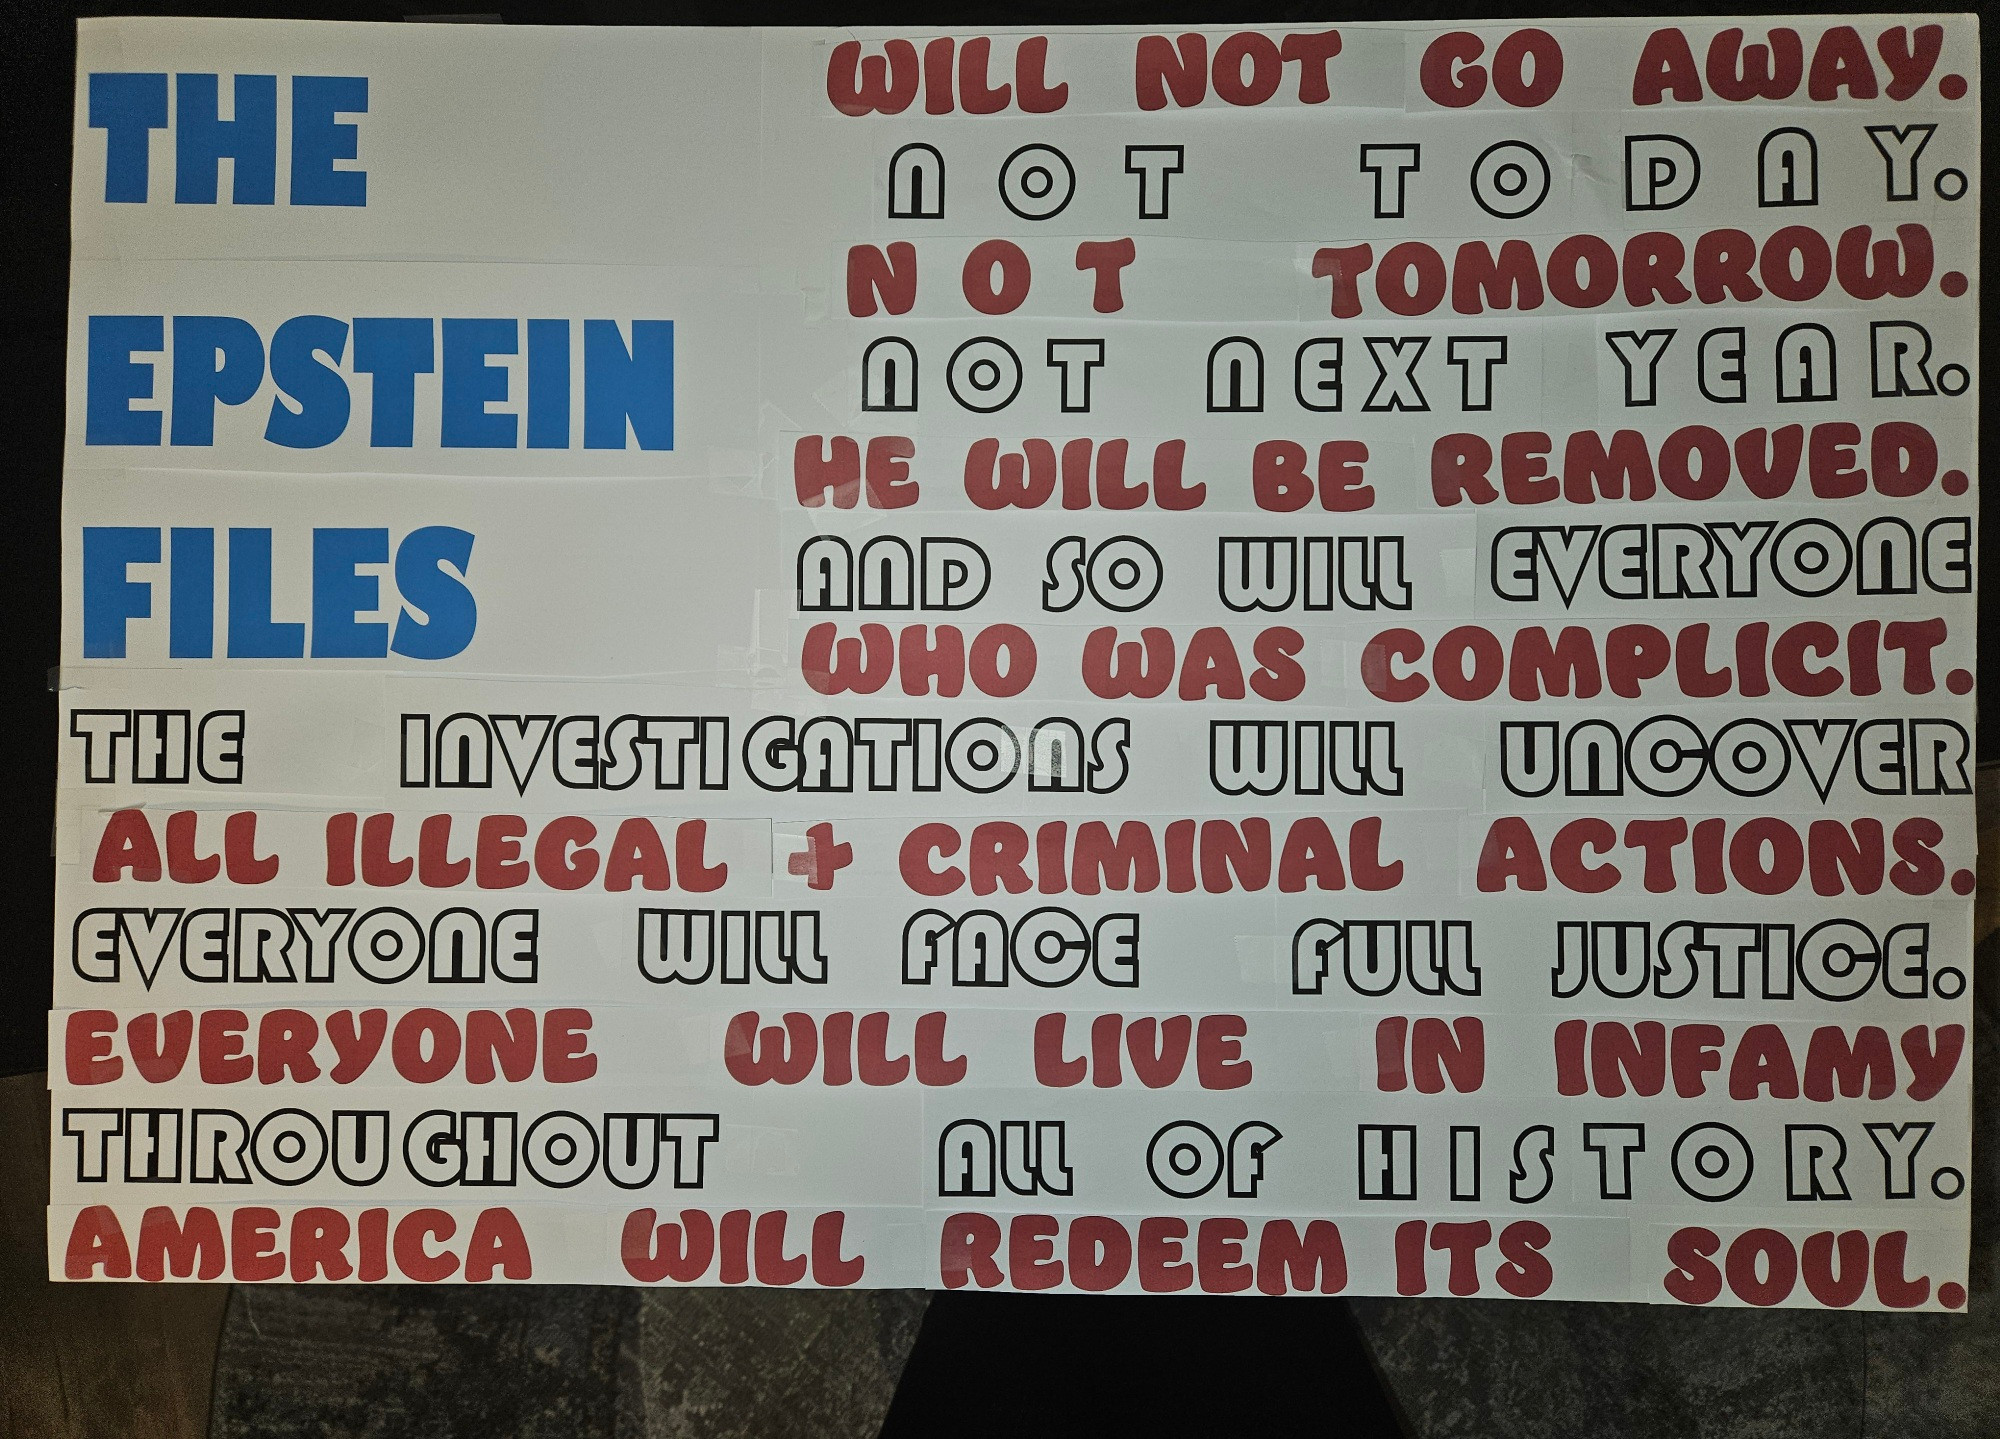 THE
EPSTEIN
FILES
WILL NOT GO AWAY.
NOT TODAY.
NOT TOMORROW.
NOT NEXT YEAR.
HE WILL BE REMOVED.
AND SO WILL EVERYONE
WHO WAS COMPLICIT.
THE INVESTIGATIONS WILL UNCOVER
ALL ILLEGAL + CRIMINAL ACTIONS.
EVERYONE WILL FACE FULL JUSTICE.
EVERYONE WILL LIVE IN INFAMY
THROUGHOUT ALL OF HISTORY.
AMERICA WILL REDEEM ITS SOUL.